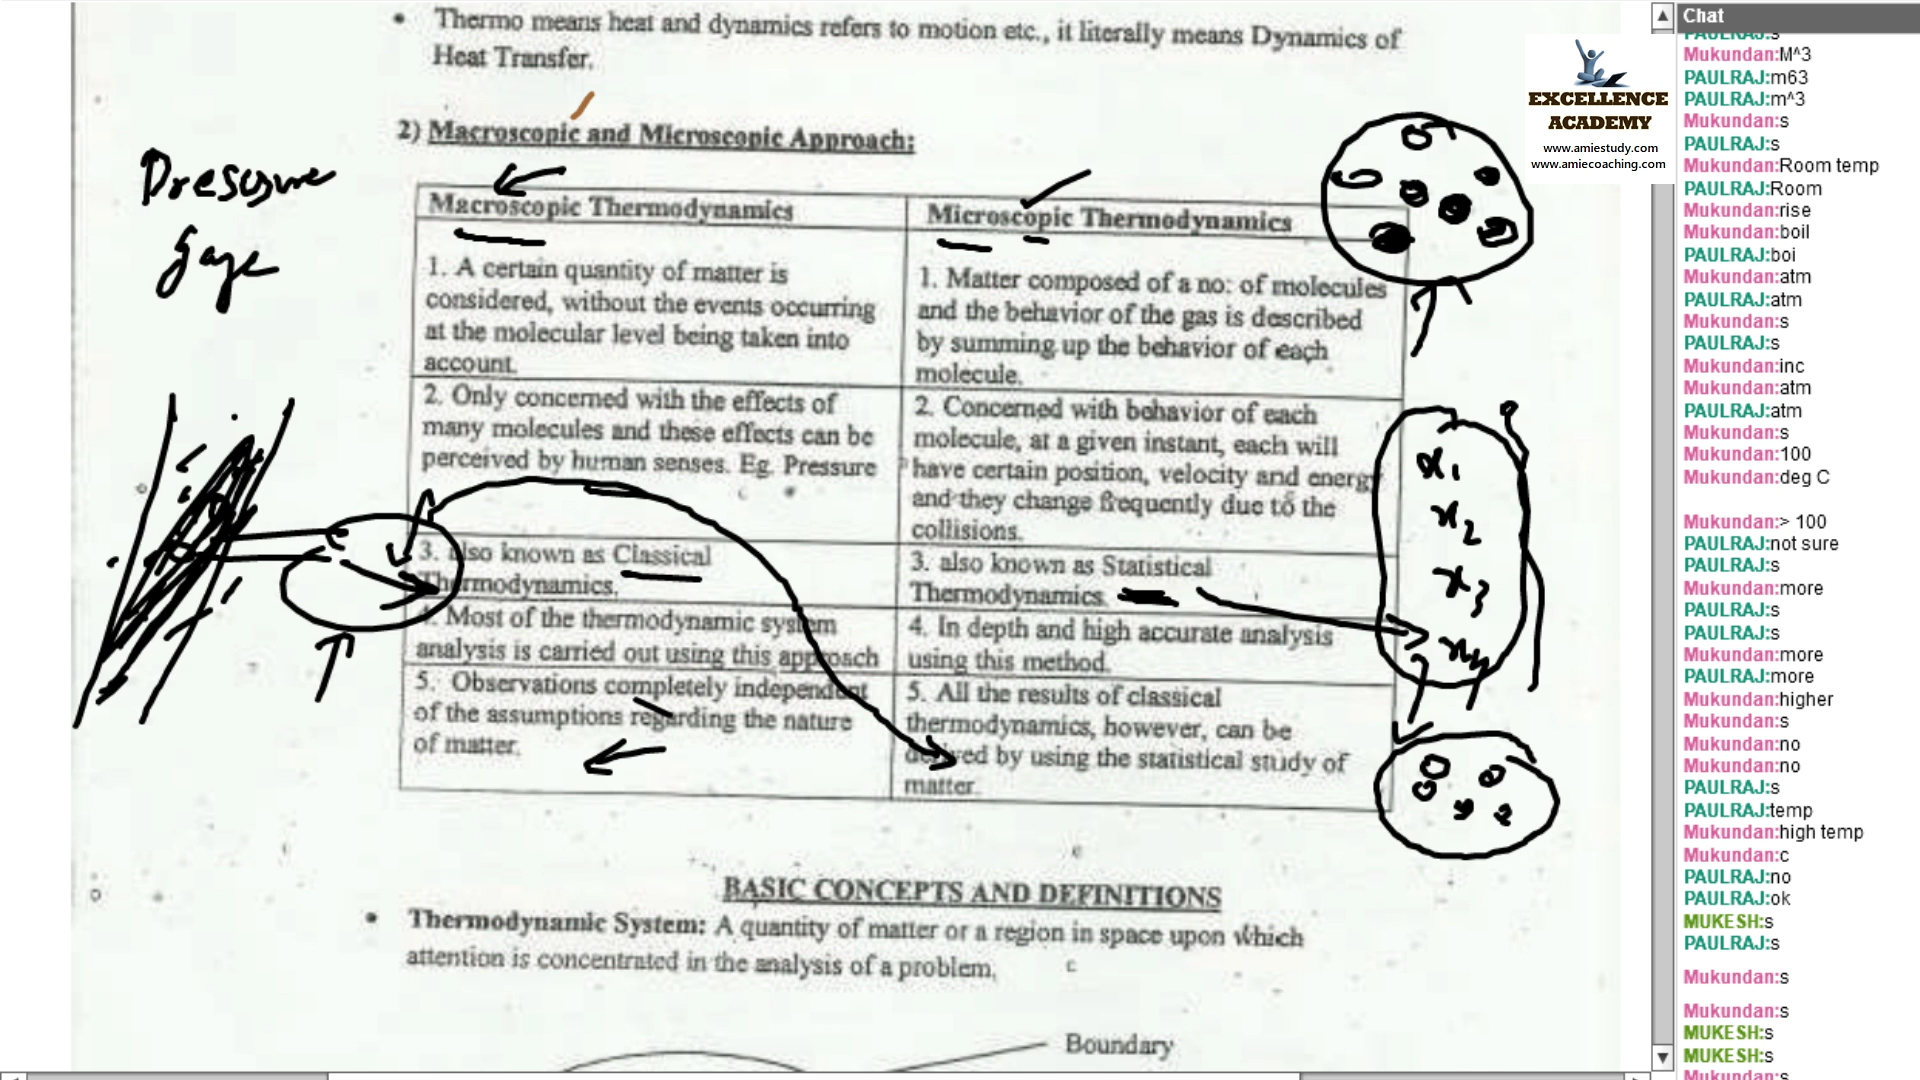 Thermo means heat and dynamics refers to motion etc., it literally means Dynamics of
Heat Transfer.
2) Macroscopic and Microscopic Approach:
Macroscopic Thermodynamics
1. A certain quantity of matter is
considered, without the events occurring
at the molecular level being taken into
account.
2. Only concerned with the effects of
many molecules and these effects can be
perceived by human senses. Eg. Pressure
3. also known as Classical
Thermodynamics.
4. Most of the thermodynamic system
analysis is carried out using this approach
5. Observations completely independent
of the assumptions regarding the nature
of matter.
Microscopic Thermodynamics
1. Matter composed of a no: of molecules
and the behavior of the gas is described
by summing up the behavior of each
molecule.
2. Concerned with behavior of each
molecule, at a given instant, each will
have certain position, velocity and energy
and they change frequently due to the
collisions.
3. also known as Statistical
Thermodynamics.
4. In depth and high accurate analysis
using this method.
5. All the results of classical
thermodynamics, however, can be
derived by using the statistical study of
matter.
BASIC CONCEPTS AND DEFINITIONS
Thermodynamic System: A quantity of matter or a region in space upon which
attention is concentrated in the analysis of a problem.
Boundary
Pressure
x1
x2
x3
EXCELLENCE
ACADEMY
www.amiestudy.com
www.amiecoaching.com
Chat
PAULRAJ:s
Mukundan:M^3
PAULRAJ:m63
PAULRAJ:m^3
Mukundan:s
PAULRAJ:s
Mukundan:Room temp
PAULRAJ:Room
Mukundan:rise
Mukundan:boil
PAULRAJ:boi
Mukundan:atm
PAULRAJ:atm
Mukundan:s
PAULRAJ:s
Mukundan:inc
Mukundan:atm
PAULRAJ:atm
Mukundan:s
Mukundan:100
Mukundan:deg C
Mukundan:> 100
PAULRAJ:not sure
PAULRAJ:s
Mukundan:more
PAULRAJ:s
PAULRAJ:s
Mukundan:more
PAULRAJ:more
Mukundan:higher
Mukundan:s
Mukundan:no
Mukundan:no
PAULRAJ:s
PAULRAJ:temp
Mukundan:high temp
Mukundan:c
PAULRAJ:no
PAULRAJ:ok
MUKESH:s
PAULRAJ:s
Mukundan:s
Mukundan:s
MUKESH:s
MUKESH:s
Mukundan:s